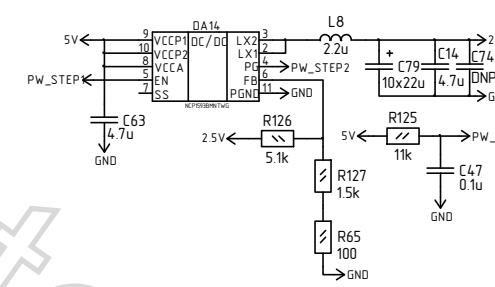 DA14
L8
5V
9
VCCP1
DC/DC
LX2
3
2.2u
2
10
VCCP2
LX1
2
8
VCCA
PG
4
PW_STEP2
PW_STEP1
5
EN
FB
6
7
SS
PGND
11
GND
NCP1593BMNTWG
+
C79
10x22u
C14
4.7u
C74
DNP
C63
4.7u
GND
R126
2.5V
5.1k
R125
5V
11k
PW_
R127
1.5k
C47
0.1u
GND
R65
100
GND